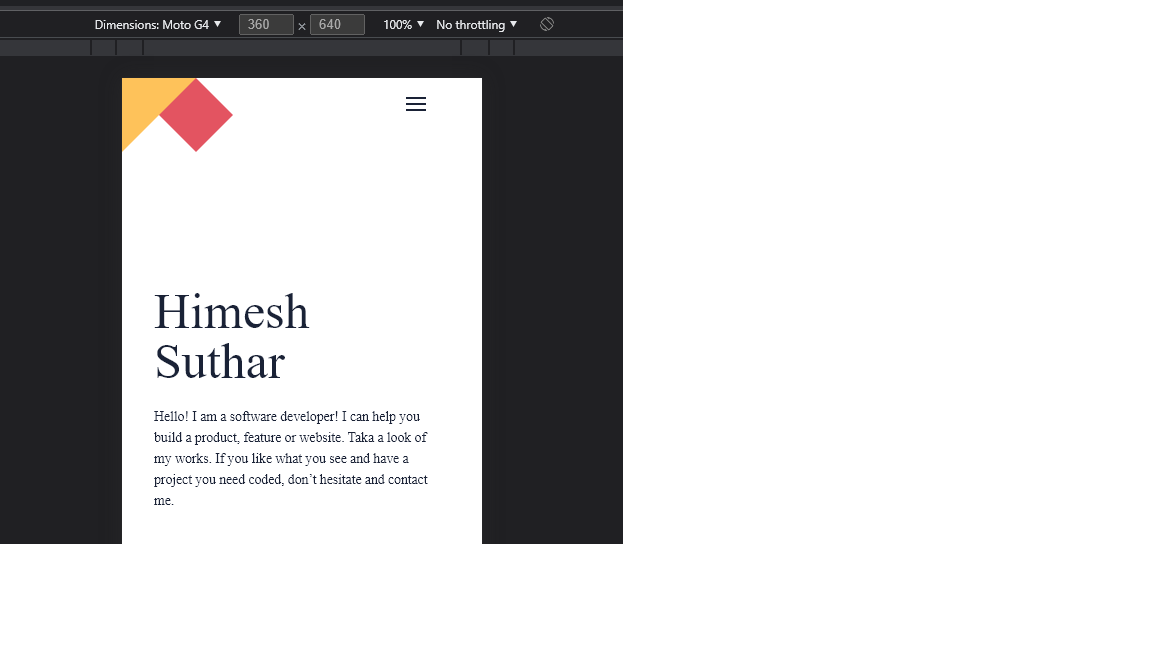 Dimensions: Moto G4 ▼ 360 × 640 100% ▼ No throttling ▼
Himesh
Suthar
Hello! I am a software developer! I can help you
build a product, feature or website. Taka a look of
my works. If you like what you see and have a
project you need coded, don’t hesitate and contact
me.